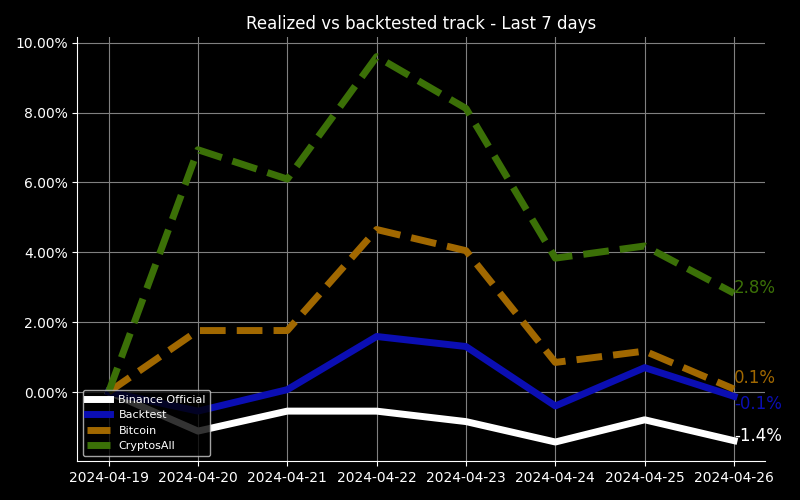 Realized vs backtested track - Last 7 days
10.00%
8.00%
6.00%
4.00%
2.00%
0.00%
2.8%
0.1%
-0.1%
-1.4%
Binance Official
Backtest
Bitcoin
CryptosAll
2024-04-19 2024-04-20 2024-04-21 2024-04-22 2024-04-23 2024-04-24 2024-04-25 2024-04-26